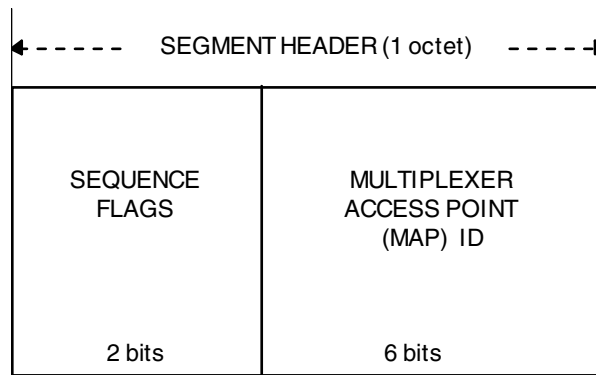 SEGMENT HEADER (1 octet)
SEQUENCE
FLAGS
MULTIPLEXER
ACCESS POINT
(MAP) ID
2 bits
6 bits